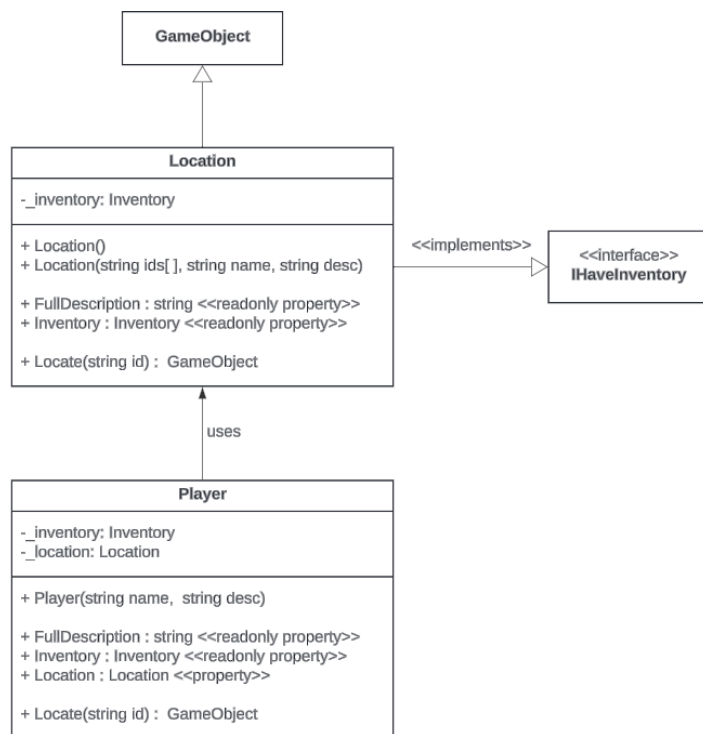 GameObject
Location
-_inventory: Inventory
+ Location()
+ Location(string ids[ ], string name, string desc)
+ FullDescription : string <<readonly property>>
+ Inventory : Inventory <<readonly property>>
+ Locate(string id) :  GameObject
<<implements>>
<<interface>>
IHaveInventory
uses
Player
-_inventory: Inventory
-_location: Location
+ Player(string name,  string desc)
+ FullDescription : string <<readonly property>>
+ Inventory : Inventory <<readonly property>>
+ Location : Location <<property>>
+ Locate(string id) :  GameObject